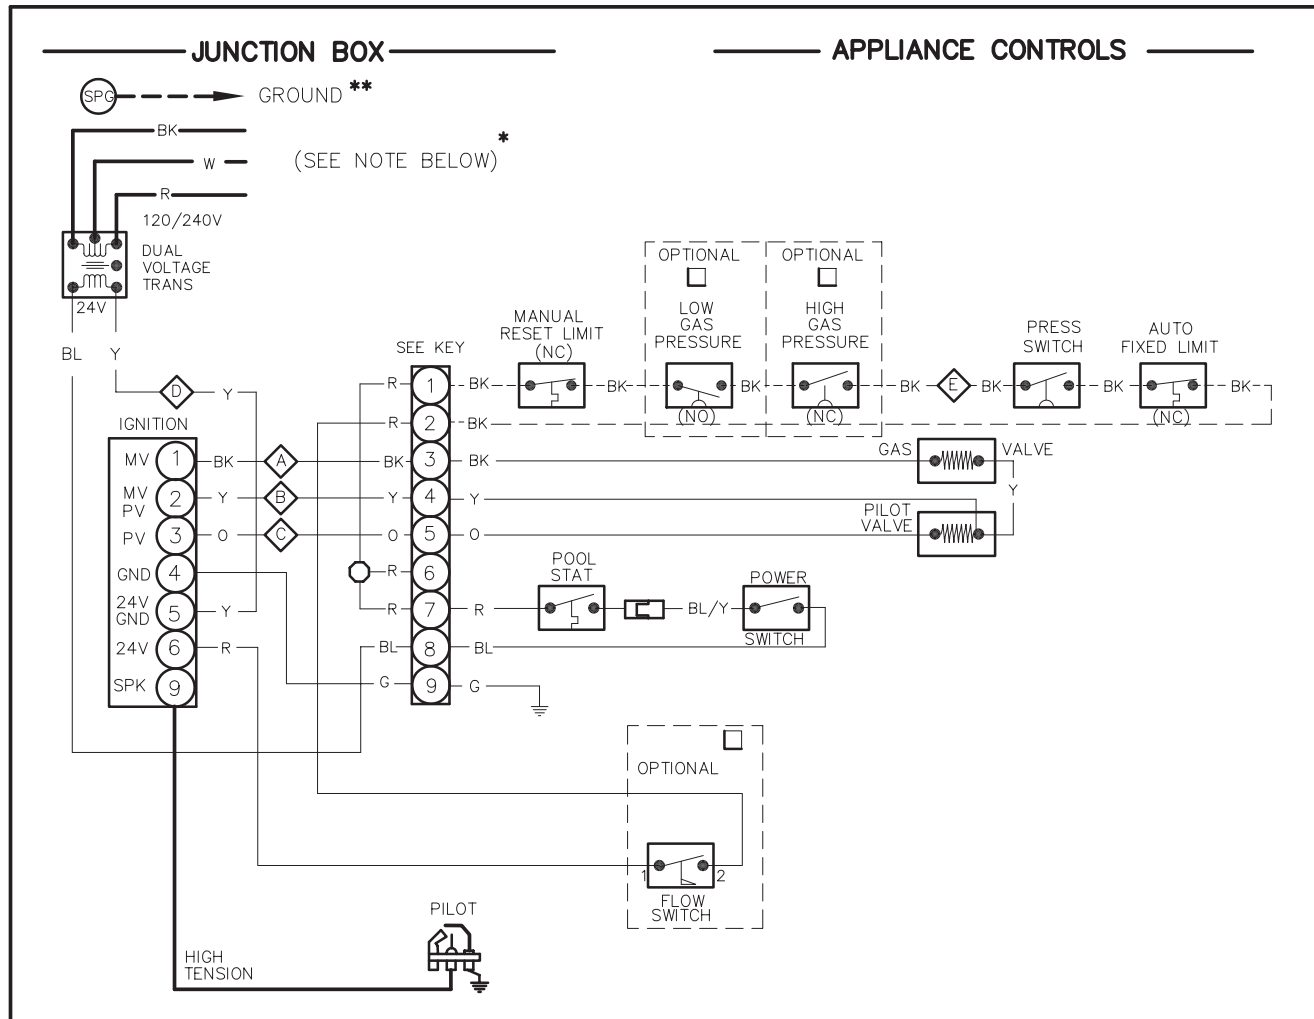 JUNCTION BOX
APPLIANCE CONTROLS
SPG
GROUND **
BK
W
(SEE NOTE BELOW)*
R
120/240V
DUAL
VOLTAGE
TRANS
24V
BL
Y
D
Y
OPTIONAL
LOW
GAS
PRESSURE
(NO)
OPTIONAL
HIGH
GAS
PRESSURE
(NC)
MANUAL
RESET LIMIT
(NC)
PRESS
SWITCH
AUTO
FIXED LIMIT
(NC)
SEE KEY
R 1 BK BK BK BK E BK BK BK
R 2 BK
IGNITION
MV 1 BK A BK 3 BK
GAS VALVE
MV
PV 2 Y B Y 4 Y
Y
PV 3 O C O 5 O
PILOT
VALVE
GND 4
R 6
24V
GND 5 Y
R 7 R
POOL
STAT
BL/Y
POWER
SWITCH
24V 6 R
BL 8 BL
SPK 9
G 9 G
OPTIONAL
1 2
FLOW
SWITCH
PILOT
HIGH
TENSION